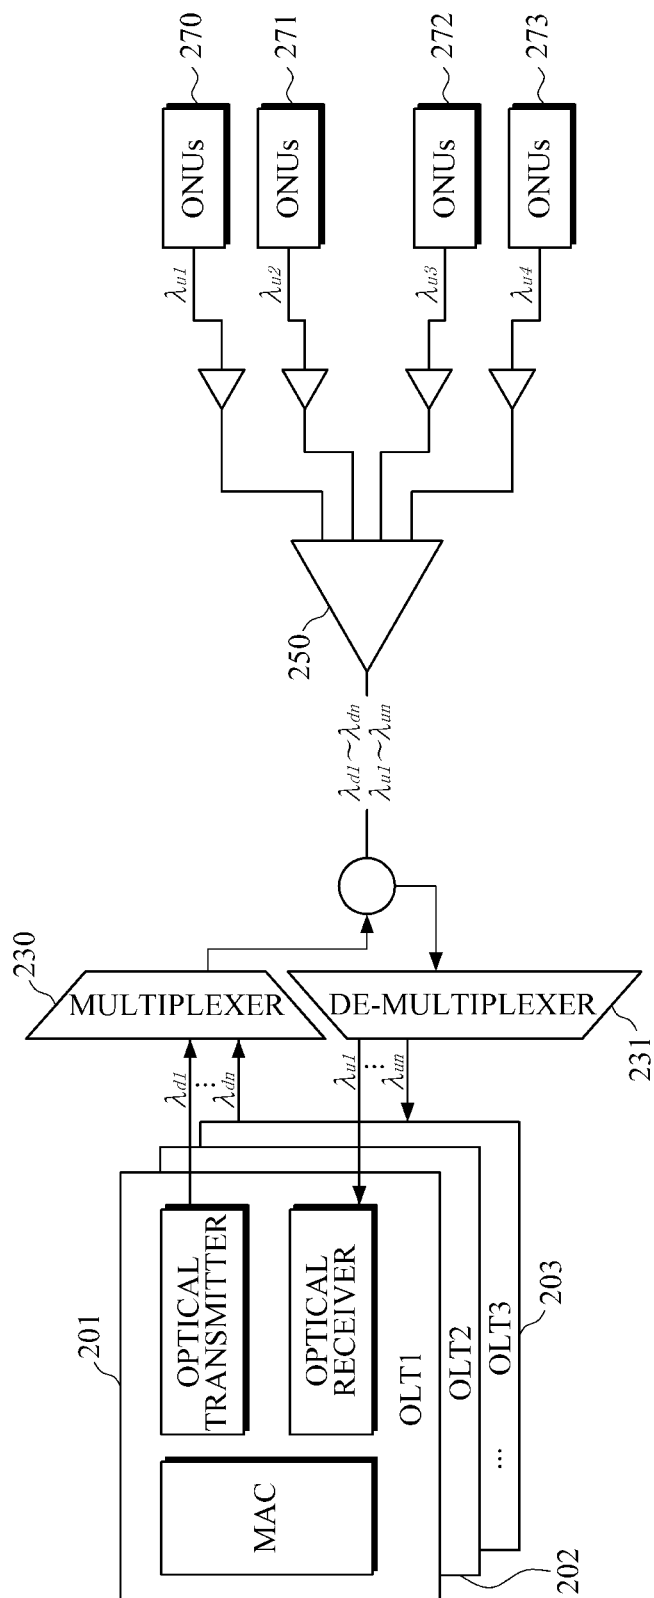 201
MAC
OPTICAL
TRANSMITTER
OPTICAL
RECEIVER
OLT1
OLT2
OLT3
...
202
203
λd1
...
λdn
λu1
...
λun
230
MULTIPLEXER
DE-MULTIPLEXER
231
λd1~λdn
λu1~λun
250
λu1
ONUs
270
λu2
ONUs
271
λu3
ONUs
272
λu4
ONUs
273